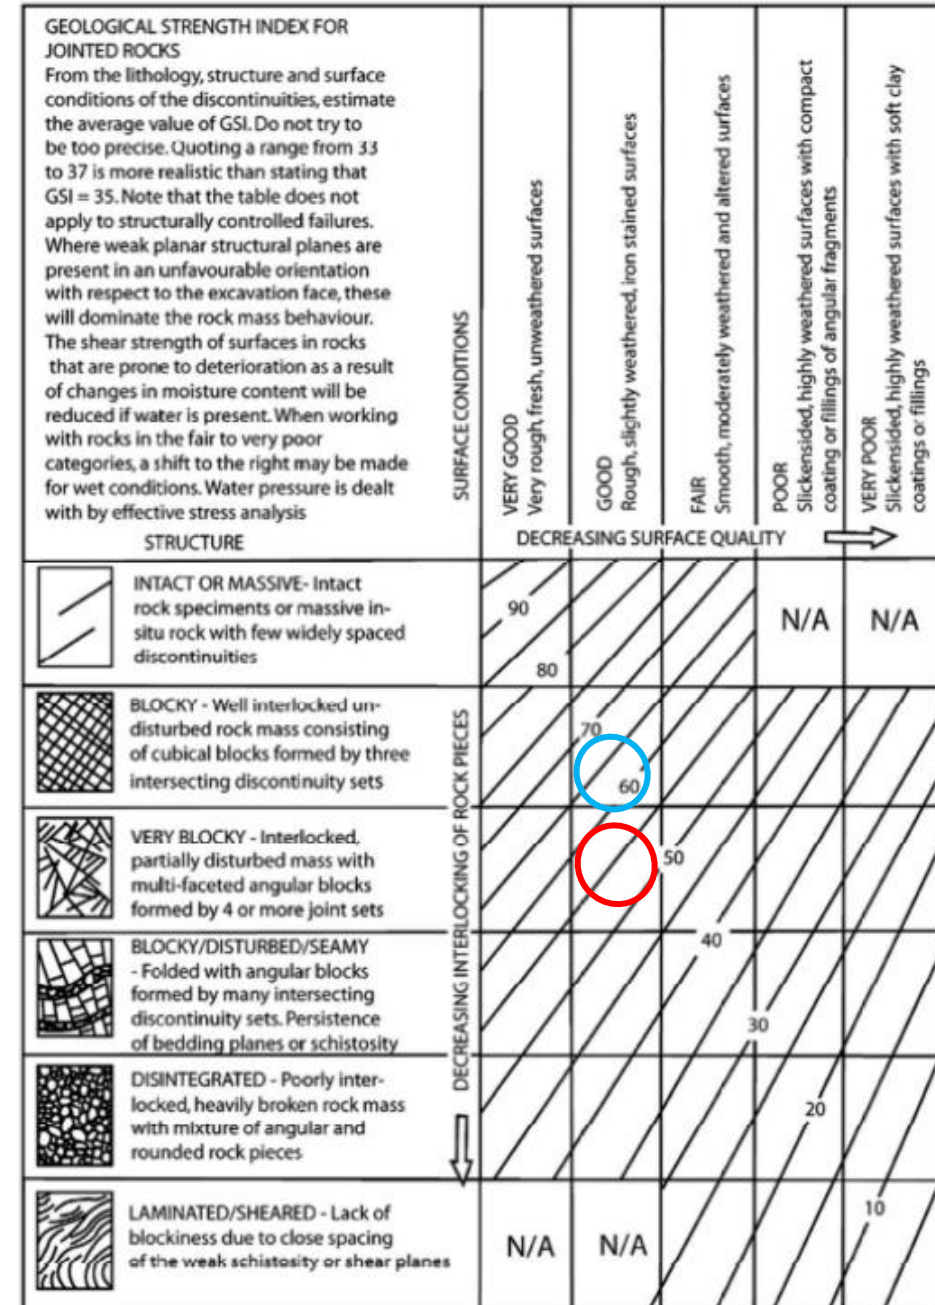 GEOLOGICAL STRENGTH INDEX FOR
JOINTED ROCKS
From the lithology, structure and surface
conditions of the discontinuities, estimate
the average value of GSI. Do not try to
be too precise. Quoting a range from 33
to 37 is more realistic than stating that
GSI = 35. Note that the table does not
apply to structurally controlled failures.
Where weak planar structural planes are
present in an unfavourable orientation
with respect to the excavation face, these
will dominate the rock mass behaviour.
The shear strength of surfaces in rocks
that are prone to deterioration as a result
of changes in moisture content will be
reduced if water is present. When working
with rocks in the fair to very poor
categories, a shift to the right may be made
for wet conditions. Water pressure is dealt
with by effective stress analysis
STRUCTURE
SURFACE CONDITIONS
VERY GOOD
Very rough, fresh, unweathered surfaces
GOOD
Rough, slightly weathered, iron stained surfaces
FAIR
Smooth, moderately weathered and altered surfaces
POOR
Slickensided, highly weathered surfaces with compact
coating or fillings of angular fragments
VERY POOR
Slickensided, highly weathered surfaces with soft clay
coatings or fillings
DECREASING SURFACE QUALITY
DECREASING INTERLOCKING OF ROCK PIECES
INTACT OR MASSIVE- Intact
rock speciments or massive in-
situ rock with few widely spaced
discontinuities
90
80
N/A
N/A
BLOCKY - Well interlocked un-
disturbed rock mass consisting
of cubical blocks formed by three
intersecting discontinuity sets
70
60
VERY BLOCKY - Interlocked,
partially disturbed mass with
multi-faceted angular blocks
formed by 4 or more joint sets
50
BLOCKY/DISTURBED/SEAMY
- Folded with angular blocks
formed by many intersecting
discontinuity sets. Persistence
of bedding planes or schistosity
40
30
DISINTEGRATED - Poorly inter-
locked, heavily broken rock mass
with mixture of angular and
rounded rock pieces
20
LAMINATED/SHEARED - Lack of
blockiness due to close spacing
of the weak schistosity or shear planes
N/A
N/A
10